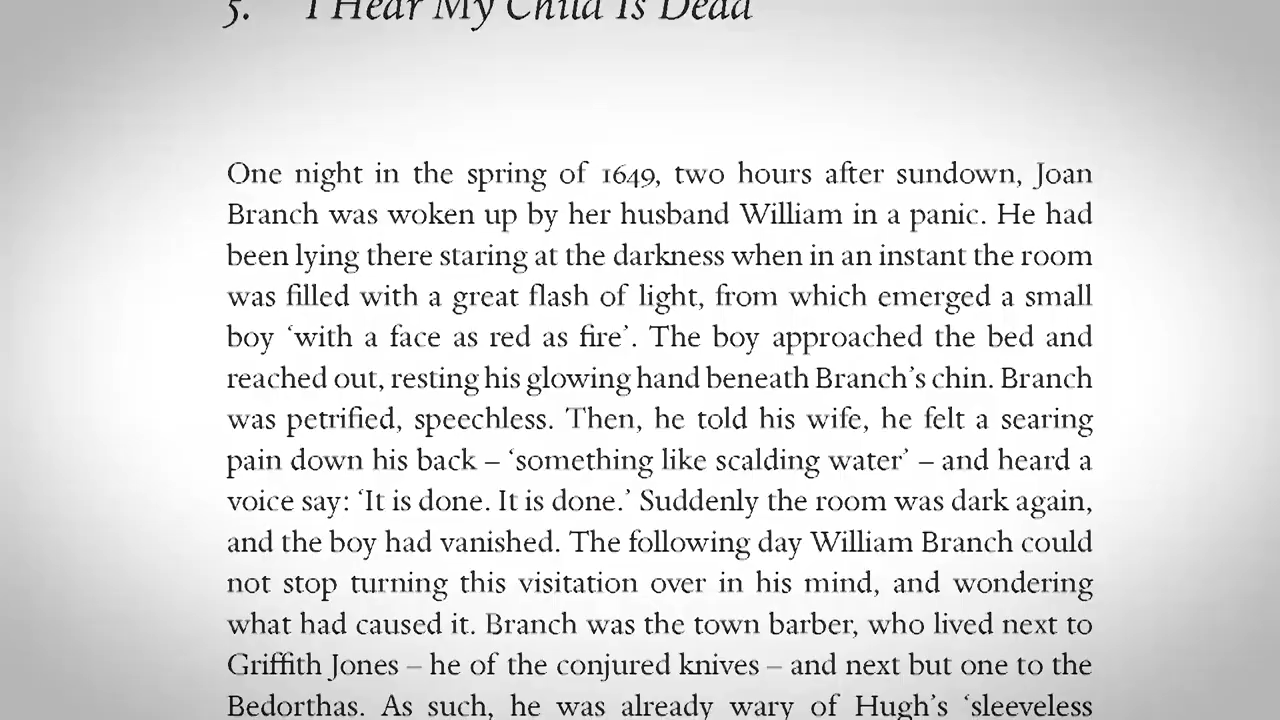 5. I Hear My Child Is Dead
One night in the spring of 1649, two hours after sundown, Joan
Branch was woken up by her husband William in a panic. He had
been lying there staring at the darkness when in an instant the room
was filled with a great flash of light, from which emerged a small
boy ‘with a face as red as fire’. The boy approached the bed and
reached out, resting his glowing hand beneath Branch’s chin. Branch
was petrified, speechless. Then, he told his wife, he felt a searing
pain down his back – ‘something like scalding water’ – and heard a
voice say: ‘It is done. It is done.’ Suddenly the room was dark again,
and the boy had vanished. The following day William Branch could
not stop turning this visitation over in his mind, and wondering
what had caused it. Branch was the town barber, who lived next to
Griffith Jones – he of the conjured knives – and next but one to the
Bedorthas. As such, he was already wary of Hugh’s ‘sleeveless